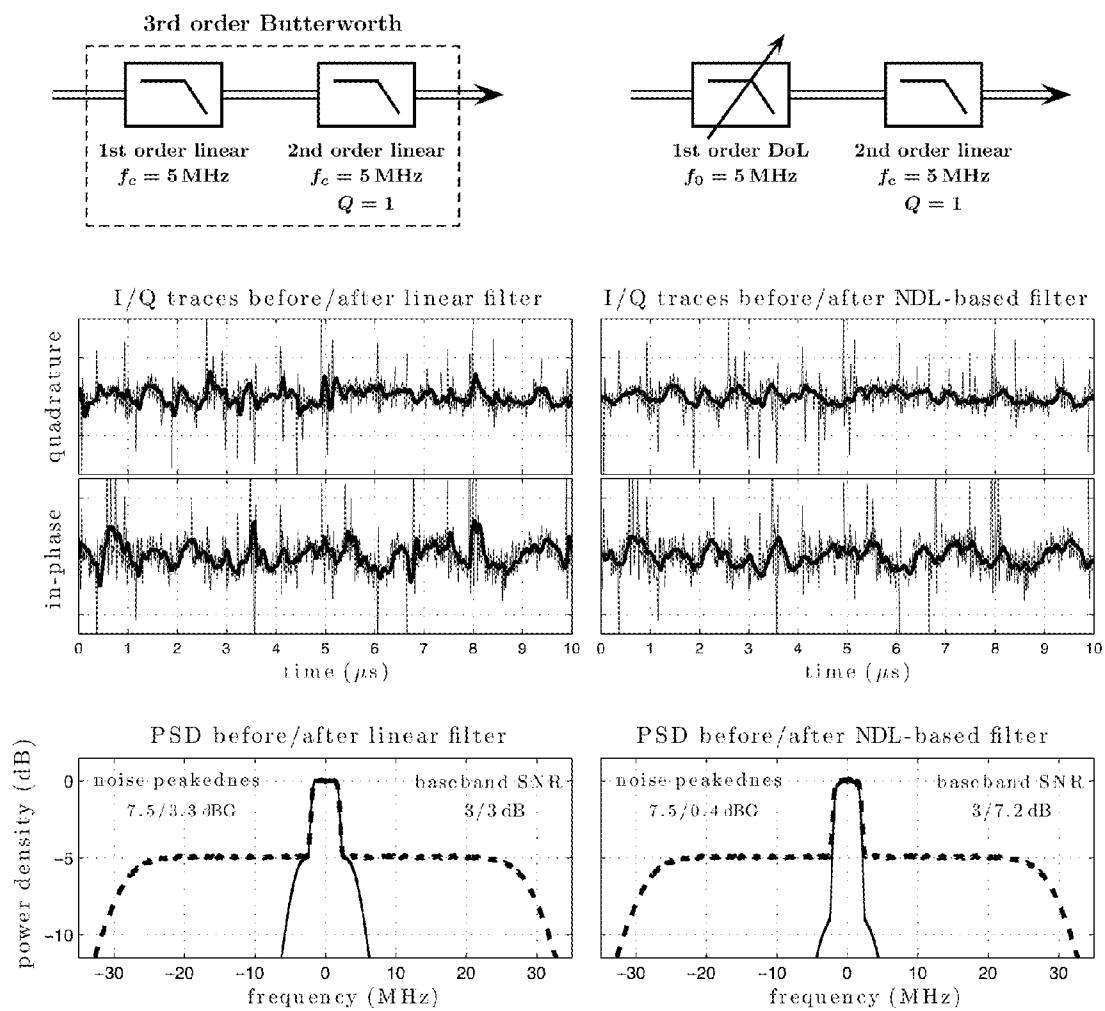 3rd order Butterworth
1st order linear
f_c = 5 MHz
2nd order linear
f_c = 5 MHz
Q = 1
1st order DoL
f_0 = 5 MHz
2nd order linear
f_c = 5 MHz
Q = 1
I/Q traces before/after linear filter
quadrature
in-phase
0 1 2 3 4 5 6 7 8 9 10
time (μs)
I/Q traces before/after NDL-based filter
0 1 2 3 4 5 6 7 8 9 10
time (μs)
PSD before/after linear filter
power density (dB)
0
−5
−10
noise peakednes
7.5/3.3 dBG
baseband SNR
3/3 dB
−30 −20 −10 0 10 20 30
frequency (MHz)
PSD before/after NDL-based filter
noise peakednes
7.5/0.4 dBG
baseband SNR
3/7.2 dB
−30 −20 −10 0 10 20 30
frequency (MHz)